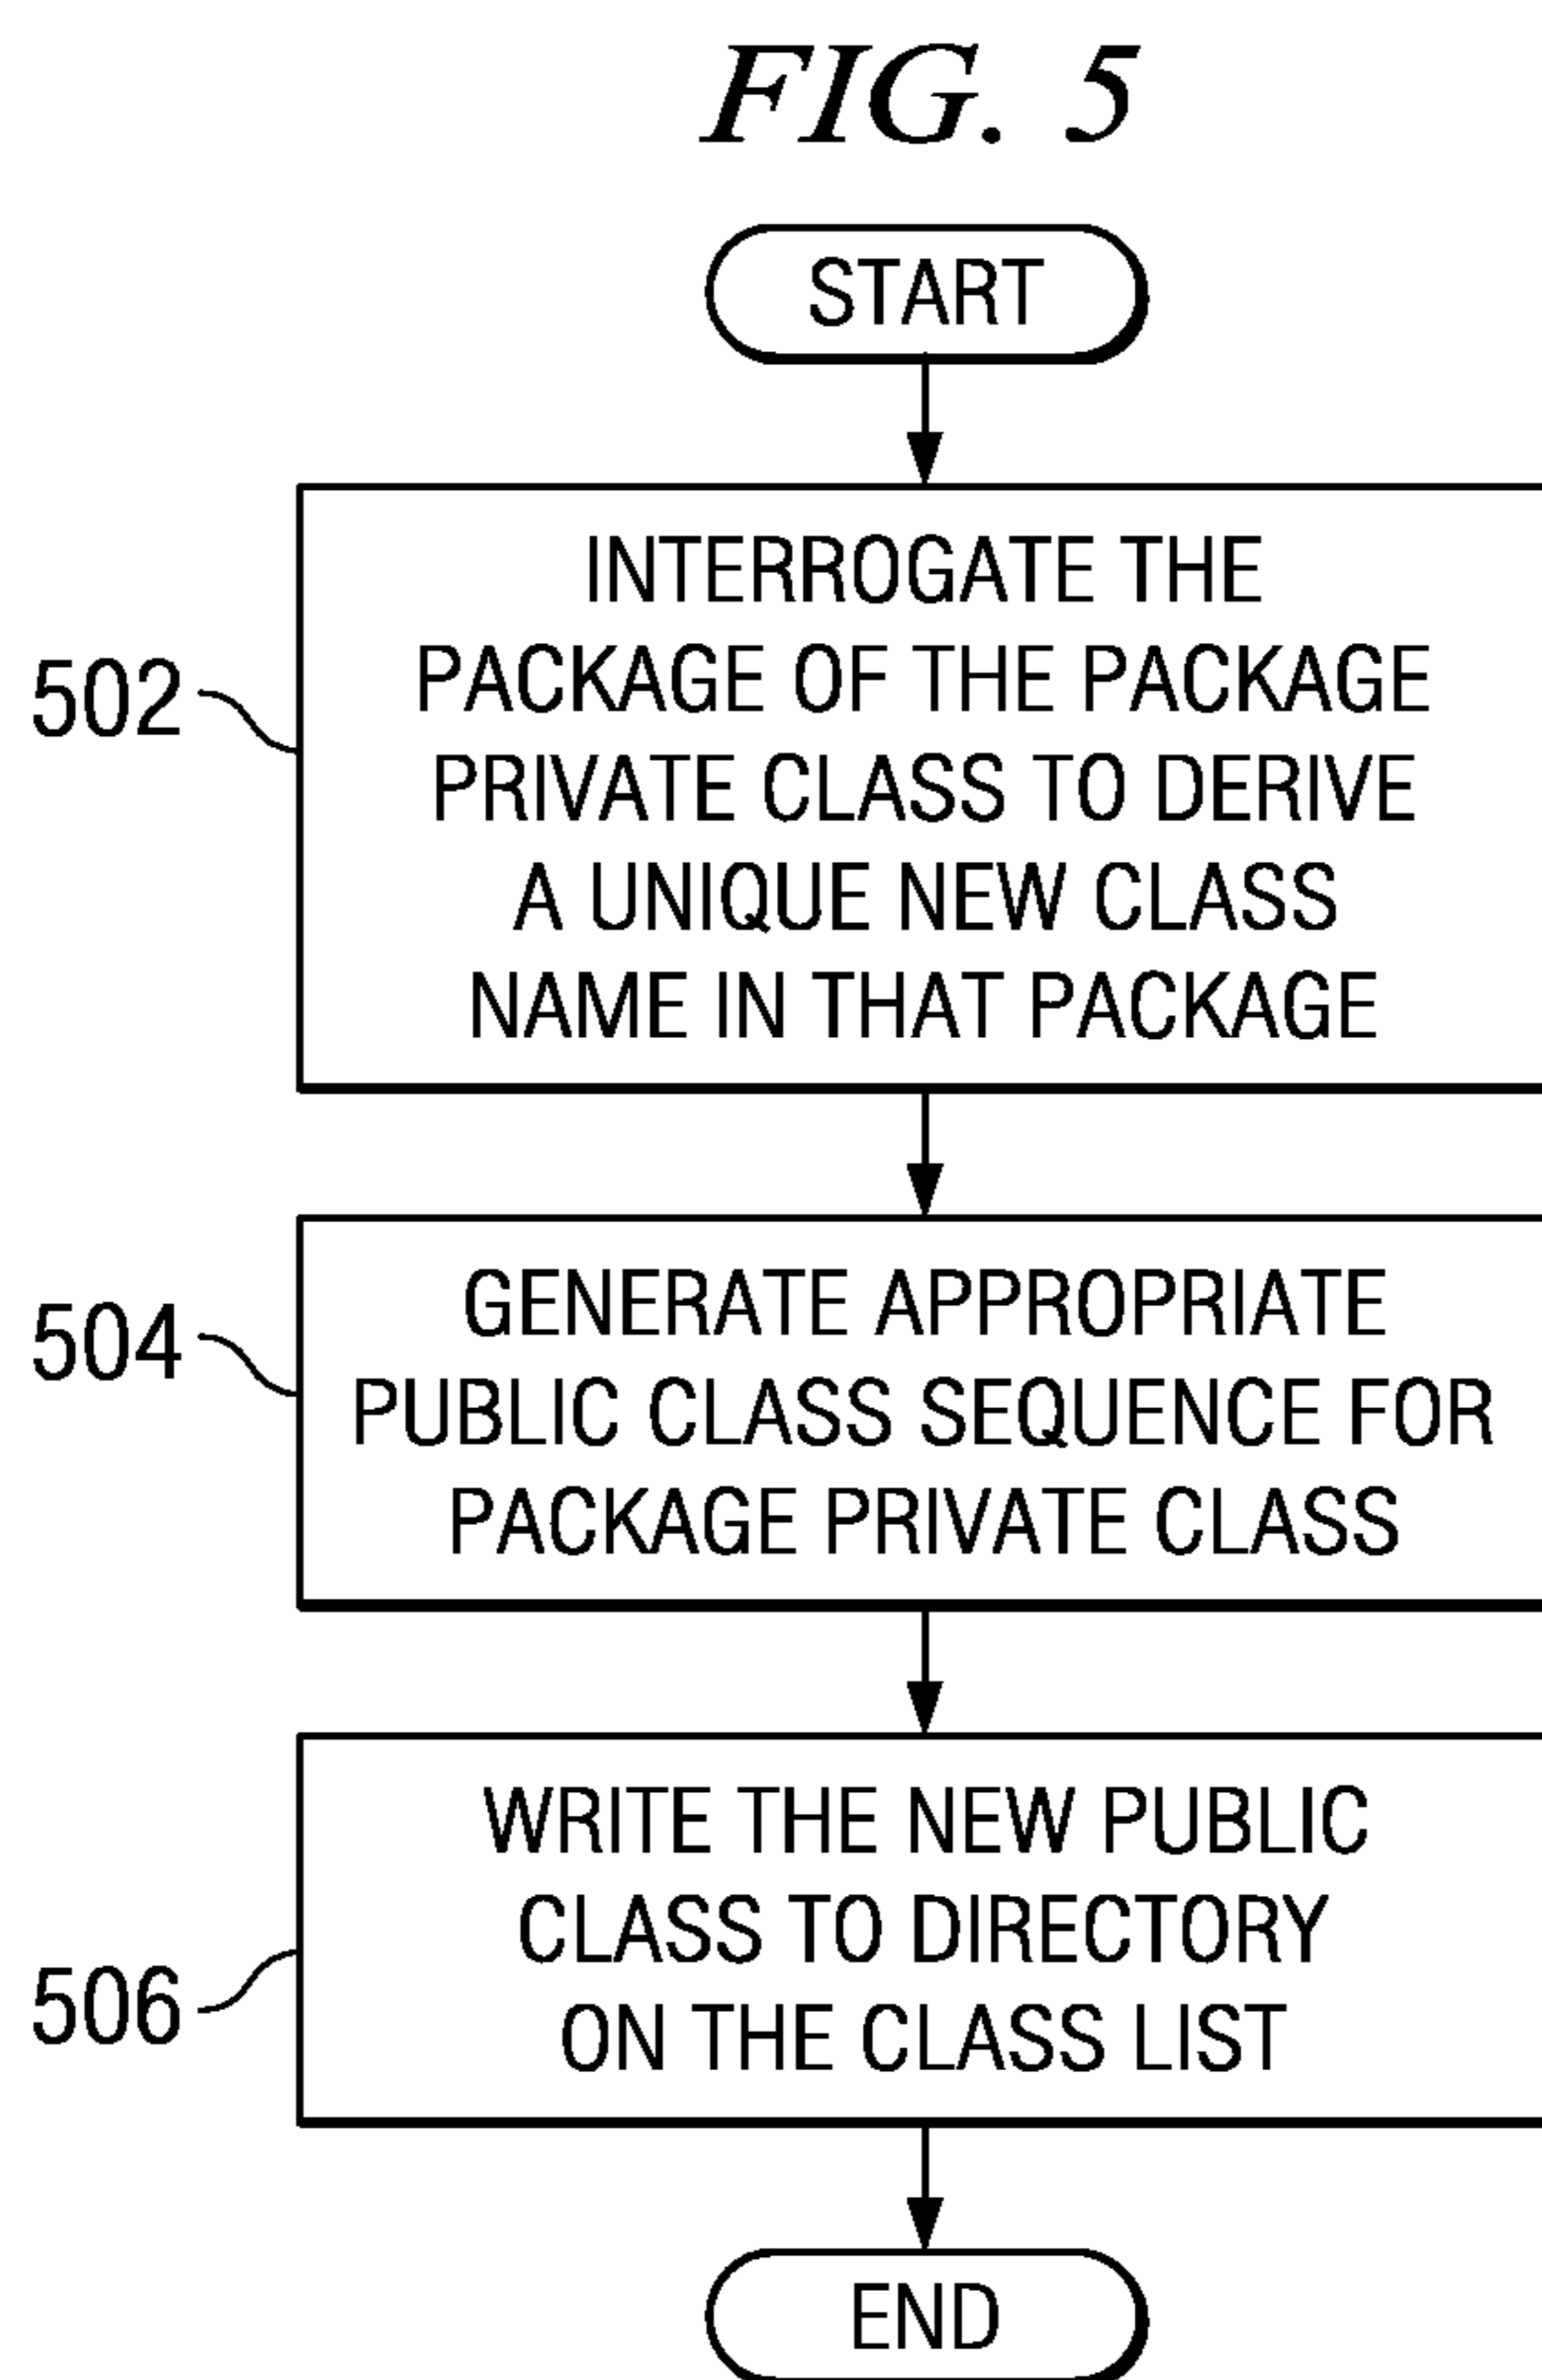 FIG. 5
START
502
INTERROGATE THE
PACKAGE OF THE PACKAGE
PRIVATE CLASS TO DERIVE
A UNIQUE NEW CLASS
NAME IN THAT PACKAGE
504
GENERATE APPROPRIATE
PUBLIC CLASS SEQUENCE FOR
PACKAGE PRIVATE CLASS
506
WRITE THE NEW PUBLIC
CLASS TO DIRECTORY
ON THE CLASS LIST
END